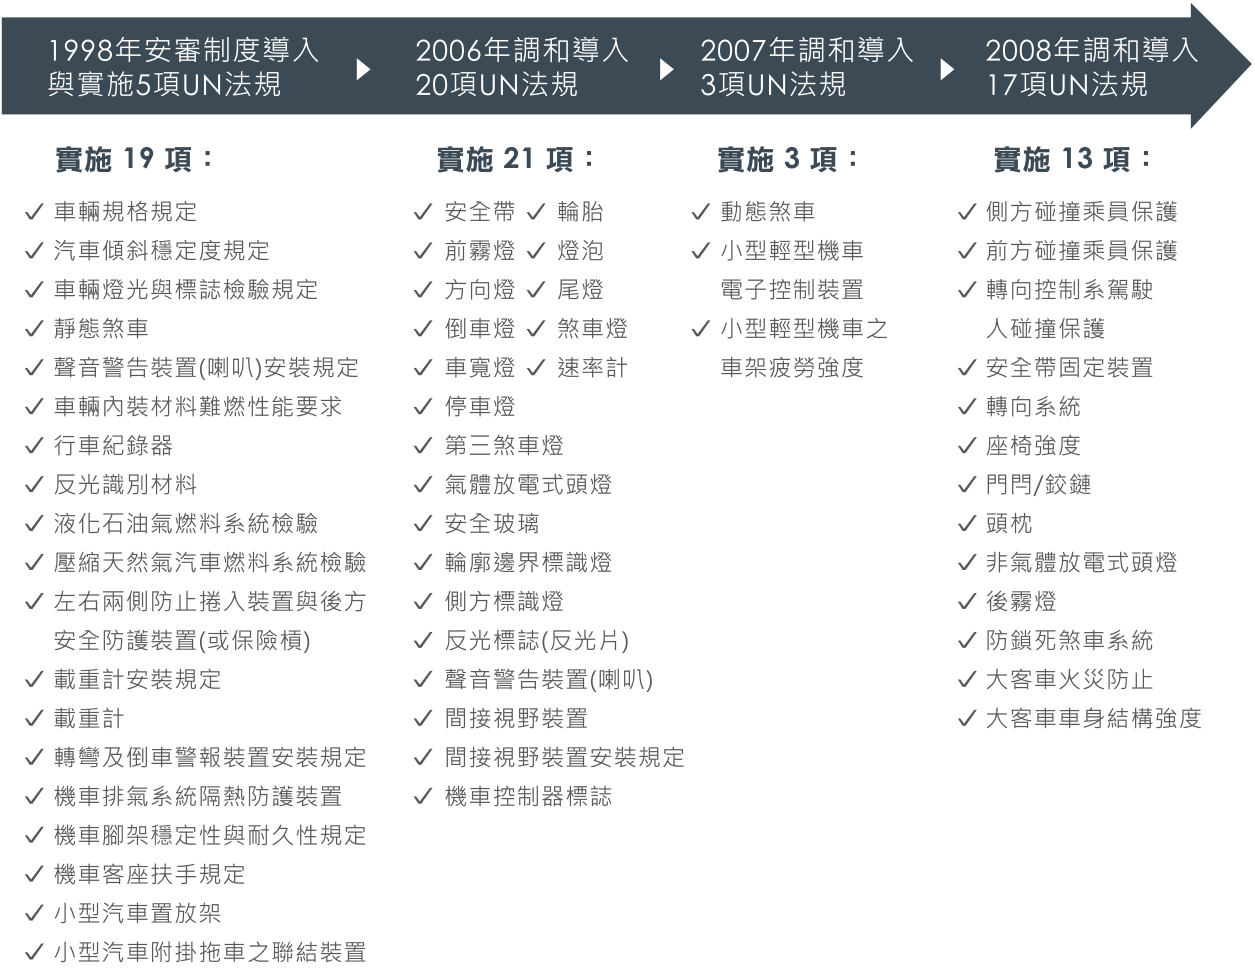 1998年安審制度導入
與實施5項UN法規
2006年調和導入
20項UN法規
2007年調和導入
3項UN法規
2008年調和導入
17項UN法規
實施 19 項：
✓ 車輛規格規定
✓ 汽車傾斜穩定度規定
✓ 車輛燈光與標誌檢驗規定
✓ 靜態煞車
✓ 聲音警告裝置(喇叭)安裝規定
✓ 車輛內裝材料難燃性能要求
✓ 行車紀錄器
✓ 反光識別材料
✓ 液化石油氣燃料系統檢驗
✓ 壓縮天然氣汽車燃料系統檢驗
✓ 左右兩側防止捲入裝置與後方
安全防護裝置(或保險槓)
✓ 載重計安裝規定
✓ 載重計
✓ 轉彎及倒車警報裝置安裝規定
✓ 機車排氣系統隔熱防護裝置
✓ 機車腳架穩定性與耐久性規定
✓ 機車客座扶手規定
✓ 小型汽車置放架
✓ 小型汽車附掛拖車之聯結裝置
實施 21 項：
✓ 安全帶 ✓ 輪胎
✓ 前霧燈 ✓ 燈泡
✓ 方向燈 ✓ 尾燈
✓ 倒車燈 ✓ 煞車燈
✓ 車寬燈 ✓ 速率計
✓ 停車燈
✓ 第三煞車燈
✓ 氣體放電式頭燈
✓ 安全玻璃
✓ 輪廓邊界標識燈
✓ 側方標識燈
✓ 反光標誌(反光片)
✓ 聲音警告裝置(喇叭)
✓ 間接視野裝置
✓ 間接視野裝置安裝規定
✓ 機車控制器標誌
實施 3 項：
✓ 動態煞車
✓ 小型輕型機車
電子控制裝置
✓ 小型輕型機車之
車架疲勞強度
實施 13 項：
✓ 側方碰撞乘員保護
✓ 前方碰撞乘員保護
✓ 轉向控制系駕駛
人碰撞保護
✓ 安全帶固定裝置
✓ 轉向系統
✓ 座椅強度
✓ 門閂/鉸鏈
✓ 頭枕
✓ 非氣體放電式頭燈
✓ 後霧燈
✓ 防鎖死煞車系統
✓ 大客車火災防止
✓ 大客車車身結構強度